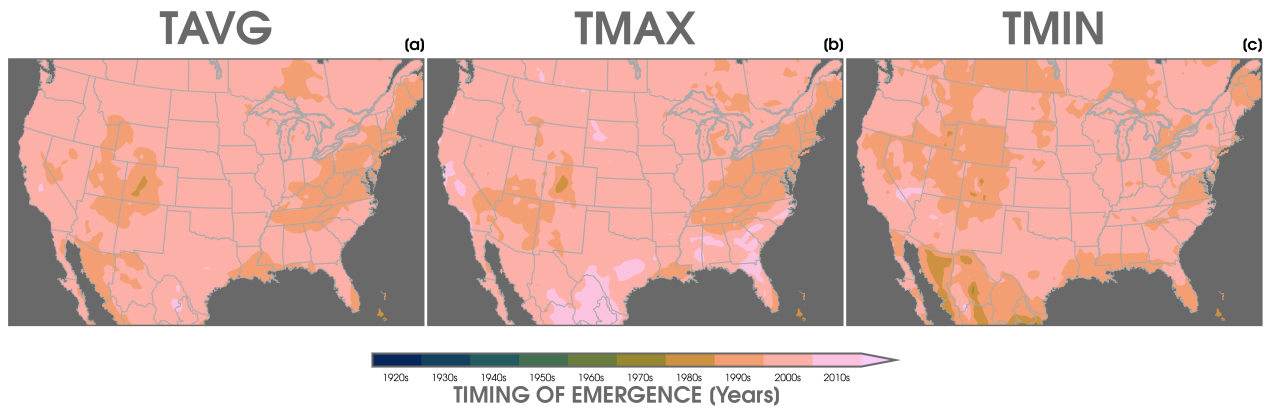 TAVG
TMAX
TMIN
(a)
(b)
(c)
1920s 1930s 1940s 1950s 1960s 1970s 1980s 1990s 2000s 2010s
TIMING OF EMERGENCE (Years)